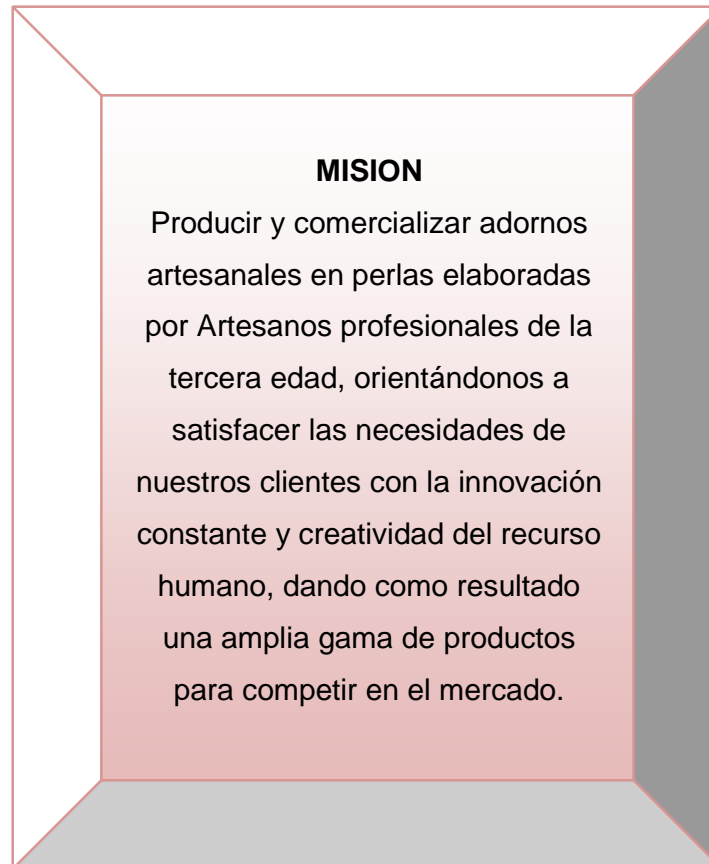 MISION
Producir y comercializar adornos
artesanales en perlas elaboradas
por Artesanos profesionales de la
tercera edad, orientándonos a
satisfacer las necesidades de
nuestros clientes con la innovación
constante y creatividad del recurso
humano, dando como resultado
una amplia gama de productos
para competir en el mercado.